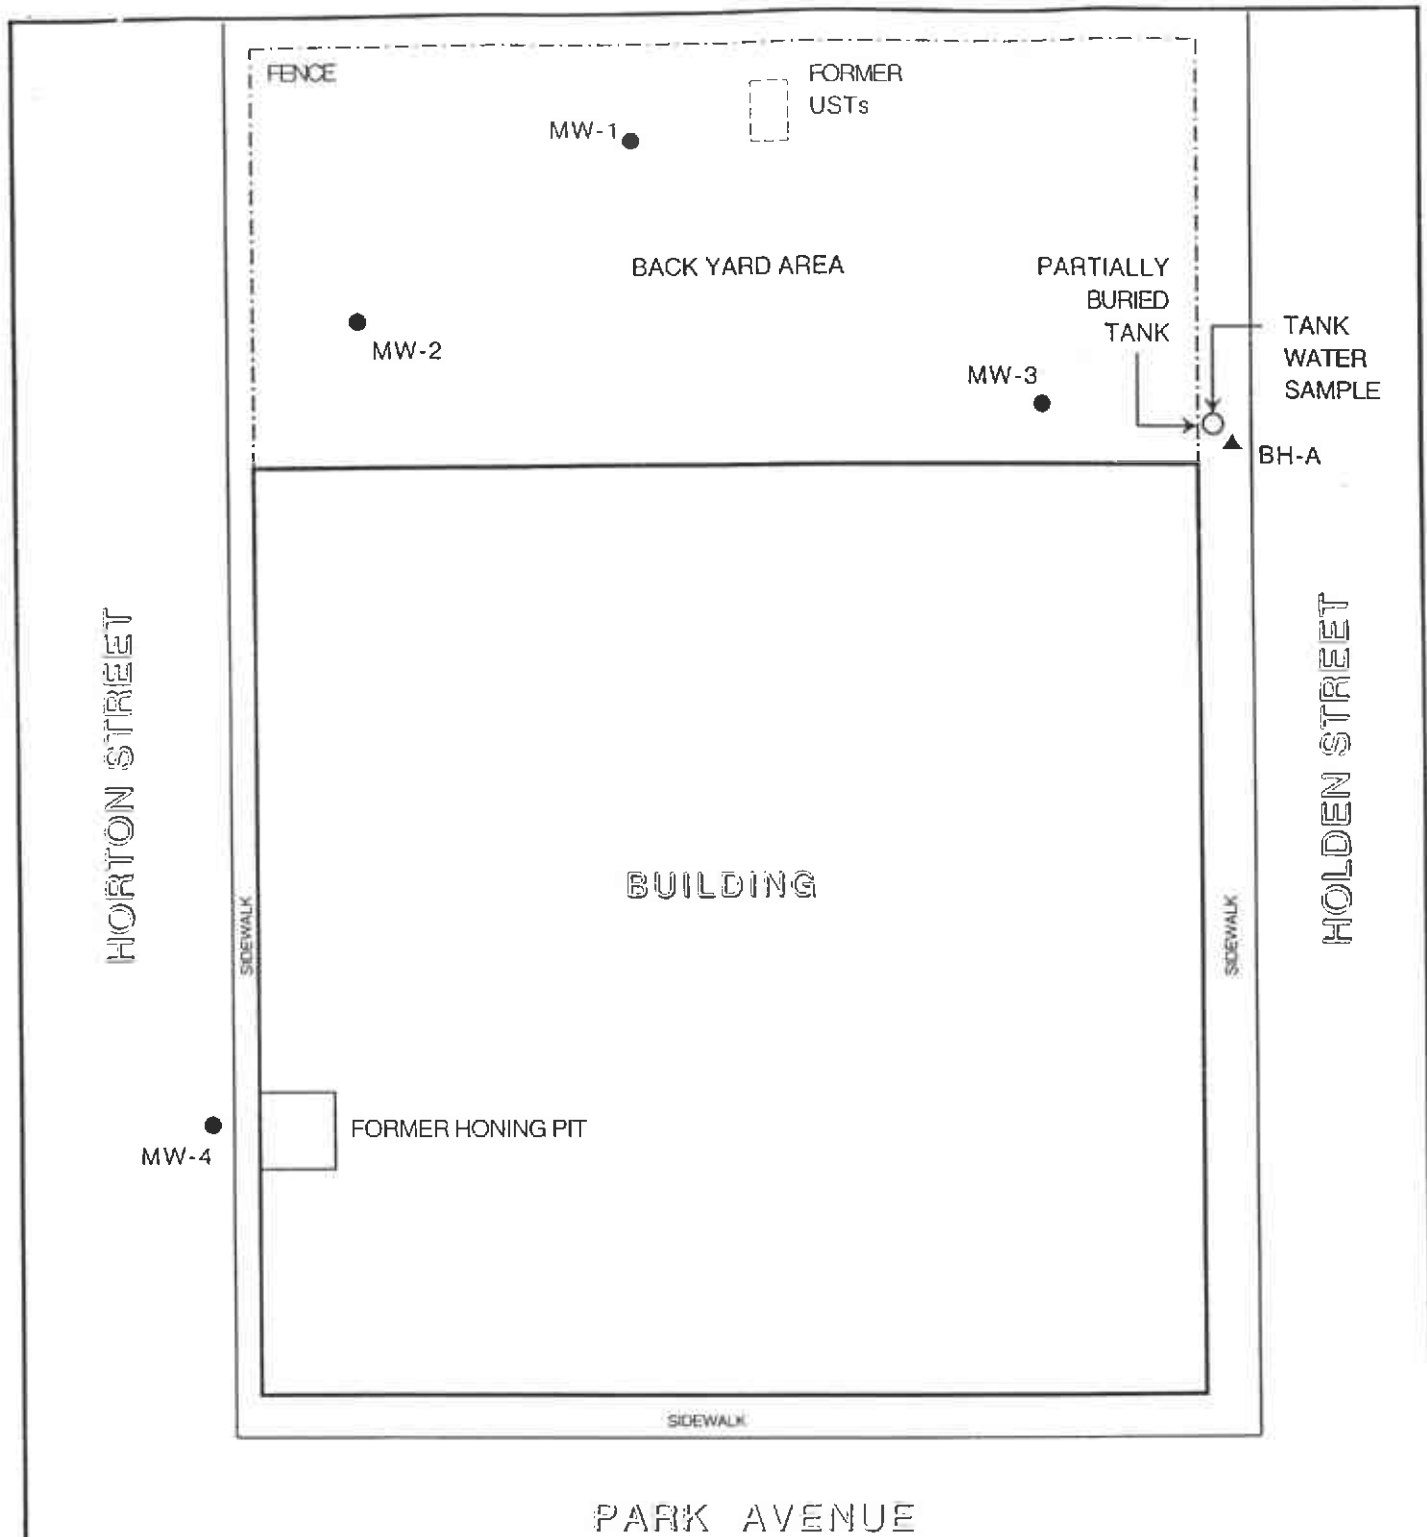 FENCE
FORMER
USTs
MW-1
BACK YARD AREA
PARTIALLY
BURIED
TANK
TANK
WATER
SAMPLE
MW-2
MW-3
BH-A
HORTON STREET
HOLDEN STREET
BUILDING
SIDEWALK
SIDEWALK
FORMER HONING PIT
MW-4
SIDEWALK
PARK AVENUE